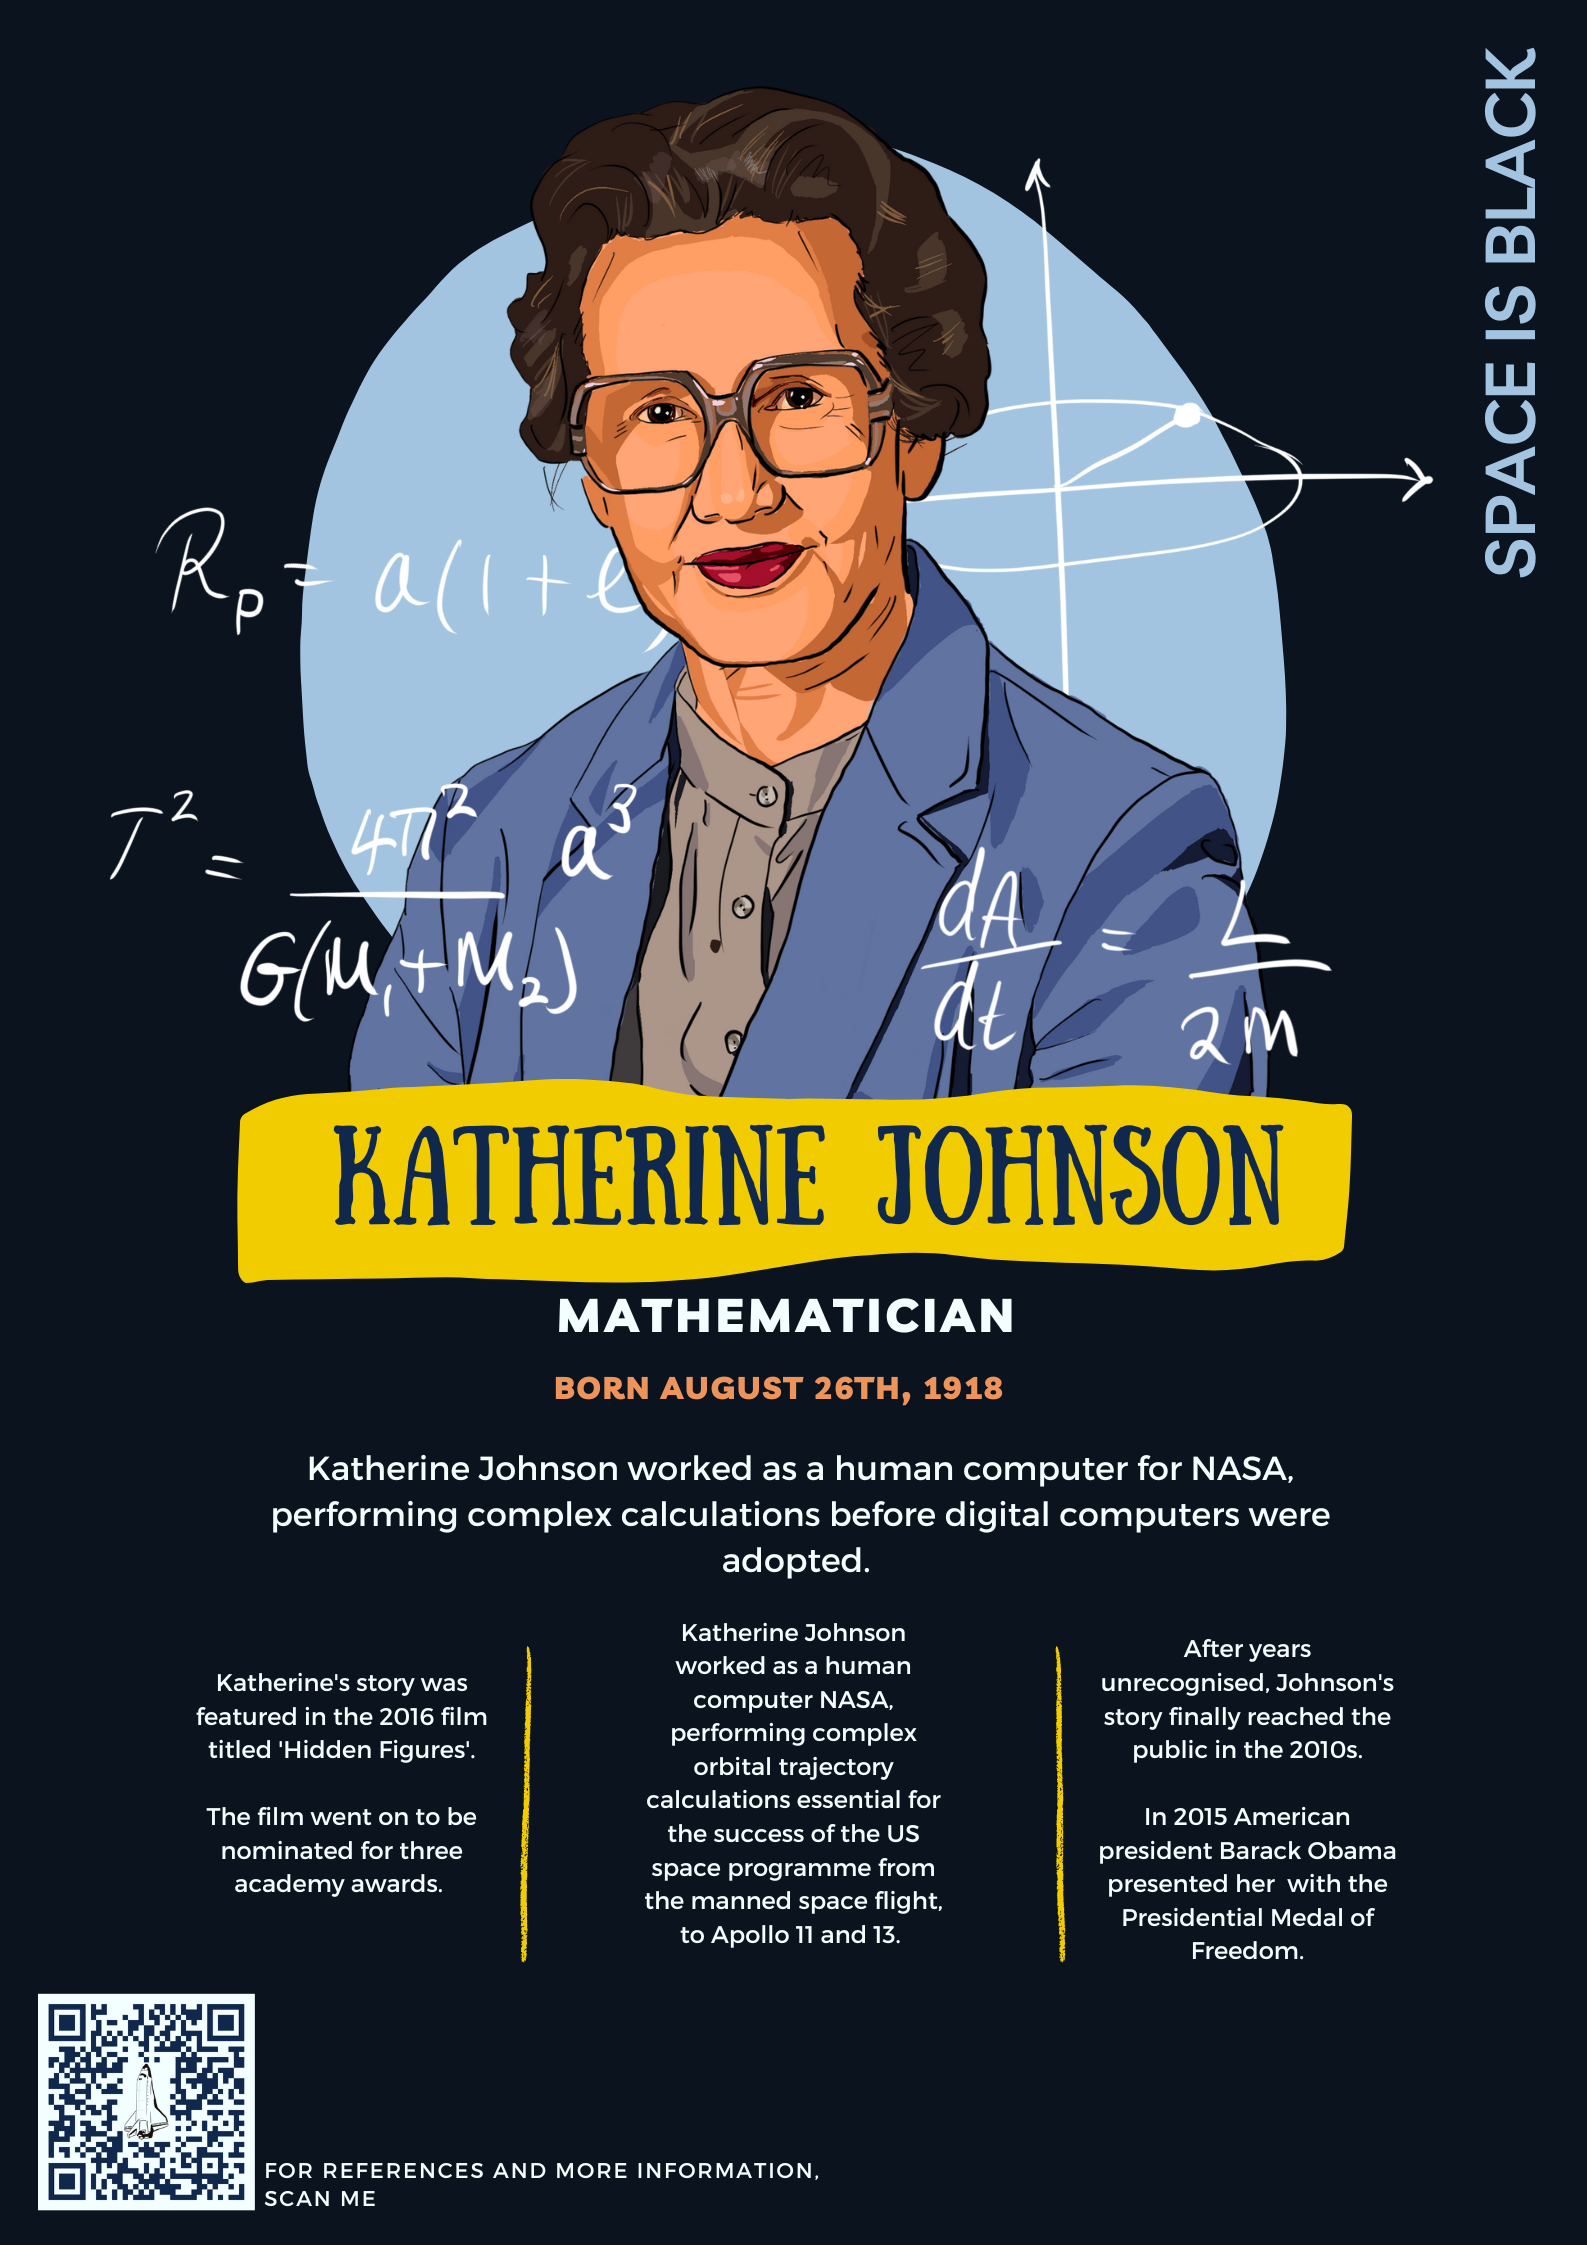 SPACE IS BLACK
Rp = a(1+e
T² = 4π² a³
G(M₁+M₂)
dA = L
dt 2m
KATHERINE JOHNSON
MATHEMATICIAN
BORN AUGUST 26TH, 1918
Katherine Johnson worked as a human computer for NASA,
performing complex calculations before digital computers were
adopted.
Katherine's story was
featured in the 2016 film
titled 'Hidden Figures'.
The film went on to be
nominated for three
academy awards.
Katherine Johnson
worked as a human
computer NASA,
performing complex
orbital trajectory
calculations essential for
the success of the US
space programme from
the manned space flight,
to Apollo 11 and 13.
After years
unrecognised, Johnson's
story finally reached the
public in the 2010s.
In 2015 American
president Barack Obama
presented her with the
Presidential Medal of
Freedom.
FOR REFERENCES AND MORE INFORMATION,
SCAN ME